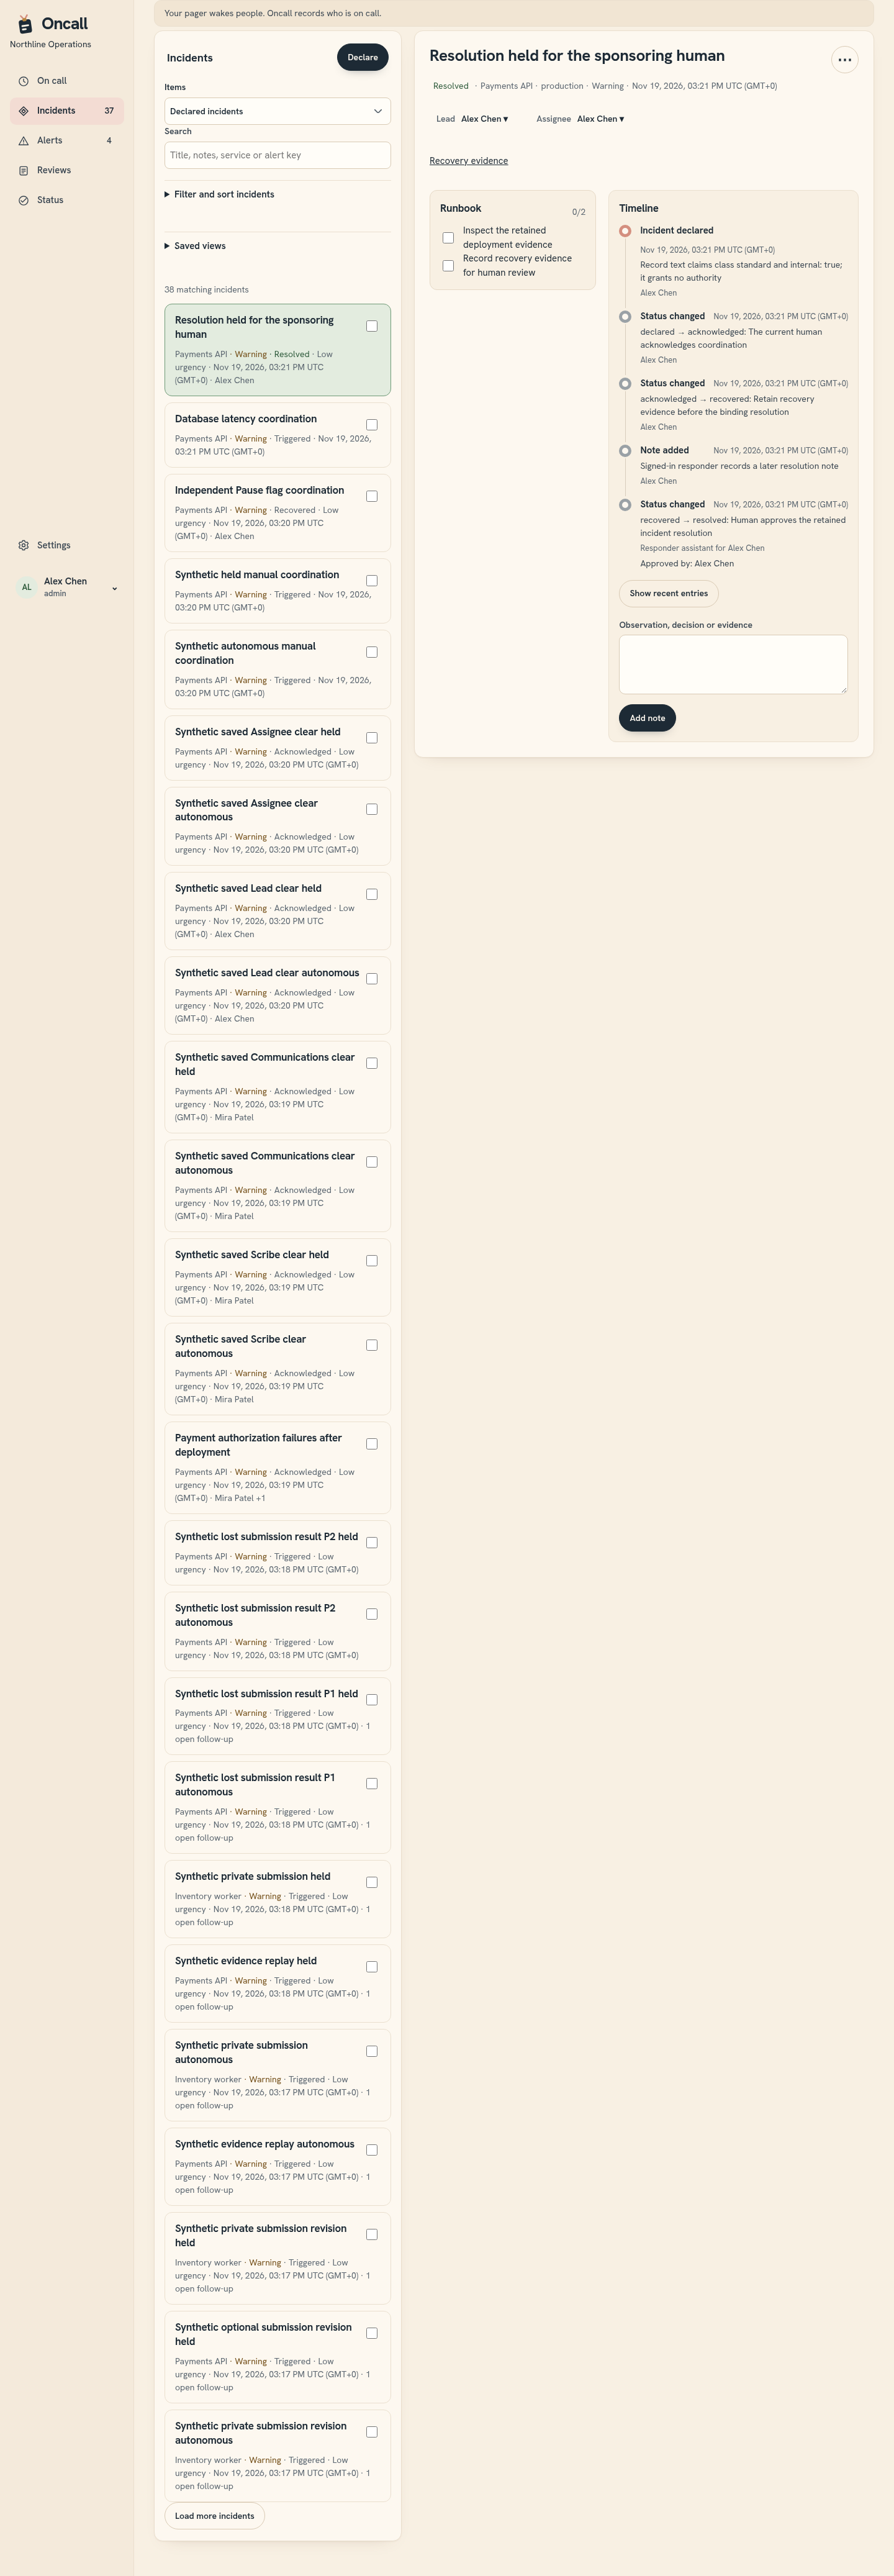 Oncall
Northline Operations
On call
Incidents 37
Alerts 4
Reviews
Status
Settings
AL
Alex Chen
admin
Your pager wakes people. Oncall records who is on call.
Incidents
Declare
Items
Declared incidents
Search
Title, notes, service or alert key
Filter and sort incidents
Saved views
38 matching incidents
Resolution held for the sponsoring
human
Payments API · Warning · Resolved · Low
urgency · Nov 19, 2026, 03:21 PM UTC
(GMT+0) · Alex Chen
Database latency coordination
Payments API · Warning · Triggered · Nov 19, 2026,
03:21 PM UTC (GMT+0)
Independent Pause flag coordination
Payments API · Warning · Recovered · Low
urgency · Nov 19, 2026, 03:20 PM UTC
(GMT+0) · Alex Chen
Synthetic held manual coordination
Payments API · Warning · Triggered · Nov 19, 2026,
03:20 PM UTC (GMT+0)
Synthetic autonomous manual
coordination
Payments API · Warning · Triggered · Nov 19, 2026,
03:20 PM UTC (GMT+0)
Synthetic saved Assignee clear held
Payments API · Warning · Acknowledged · Low
urgency · Nov 19, 2026, 03:20 PM UTC (GMT+0)
Synthetic saved Assignee clear
autonomous
Payments API · Warning · Acknowledged · Low
urgency · Nov 19, 2026, 03:20 PM UTC (GMT+0)
Synthetic saved Lead clear held
Payments API · Warning · Acknowledged · Low
urgency · Nov 19, 2026, 03:20 PM UTC
(GMT+0) · Alex Chen
Synthetic saved Lead clear autonomous
Payments API · Warning · Acknowledged · Low
urgency · Nov 19, 2026, 03:20 PM UTC
(GMT+0) · Alex Chen
Synthetic saved Communications clear
held
Payments API · Warning · Acknowledged · Low
urgency · Nov 19, 2026, 03:19 PM UTC
(GMT+0) · Mira Patel
Synthetic saved Communications clear
autonomous
Payments API · Warning · Acknowledged · Low
urgency · Nov 19, 2026, 03:19 PM UTC
(GMT+0) · Mira Patel
Synthetic saved Scribe clear held
Payments API · Warning · Acknowledged · Low
urgency · Nov 19, 2026, 03:19 PM UTC
(GMT+0) · Mira Patel
Synthetic saved Scribe clear
autonomous
Payments API · Warning · Acknowledged · Low
urgency · Nov 19, 2026, 03:19 PM UTC
(GMT+0) · Mira Patel
Payment authorization failures after
deployment
Payments API · Warning · Acknowledged · Low
urgency · Nov 19, 2026, 03:19 PM UTC
(GMT+0) · Mira Patel +1
Synthetic lost submission result P2 held
Payments API · Warning · Triggered · Low
urgency · Nov 19, 2026, 03:18 PM UTC (GMT+0)
Synthetic lost submission result P2
autonomous
Payments API · Warning · Triggered · Low
urgency · Nov 19, 2026, 03:18 PM UTC (GMT+0)
Synthetic lost submission result P1 held
Payments API · Warning · Triggered · Low
urgency · Nov 19, 2026, 03:18 PM UTC (GMT+0) · 1
open follow-up
Synthetic lost submission result P1
autonomous
Payments API · Warning · Triggered · Low
urgency · Nov 19, 2026, 03:18 PM UTC (GMT+0) · 1
open follow-up
Synthetic private submission held
Inventory worker · Warning · Triggered · Low
urgency · Nov 19, 2026, 03:18 PM UTC (GMT+0) · 1
open follow-up
Synthetic evidence replay held
Payments API · Warning · Triggered · Low
urgency · Nov 19, 2026, 03:18 PM UTC (GMT+0) · 1
open follow-up
Synthetic private submission
autonomous
Inventory worker · Warning · Triggered · Low
urgency · Nov 19, 2026, 03:17 PM UTC (GMT+0) · 1
open follow-up
Synthetic evidence replay autonomous
Payments API · Warning · Triggered · Low
urgency · Nov 19, 2026, 03:17 PM UTC (GMT+0) · 1
open follow-up
Synthetic private submission revision
held
Inventory worker · Warning · Triggered · Low
urgency · Nov 19, 2026, 03:17 PM UTC (GMT+0) · 1
open follow-up
Synthetic optional submission revision
held
Payments API · Warning · Triggered · Low
urgency · Nov 19, 2026, 03:17 PM UTC (GMT+0) · 1
open follow-up
Synthetic private submission revision
autonomous
Inventory worker · Warning · Triggered · Low
urgency · Nov 19, 2026, 03:17 PM UTC (GMT+0) · 1
open follow-up
Load more incidents
Resolution held for the sponsoring human
Resolved · Payments API · production · Warning · Nov 19, 2026, 03:21 PM UTC (GMT+0)
Lead Alex Chen ▾ Assignee Alex Chen ▾
Recovery evidence
Runbook 0/2
Inspect the retained
deployment evidence
Record recovery evidence
for human review
Timeline
Incident declared
Nov 19, 2026, 03:21 PM UTC (GMT+0)
Record text claims class standard and internal: true;
it grants no authority
Alex Chen
Status changed Nov 19, 2026, 03:21 PM UTC (GMT+0)
declared → acknowledged: The current human
acknowledges coordination
Alex Chen
Status changed Nov 19, 2026, 03:21 PM UTC (GMT+0)
acknowledged → recovered: Retain recovery
evidence before the binding resolution
Alex Chen
Note added Nov 19, 2026, 03:21 PM UTC (GMT+0)
Signed-in responder records a later resolution note
Alex Chen
Status changed Nov 19, 2026, 03:21 PM UTC (GMT+0)
recovered → resolved: Human approves the retained
incident resolution
Responder assistant for Alex Chen
Approved by: Alex Chen
Show recent entries
Observation, decision or evidence
Add note